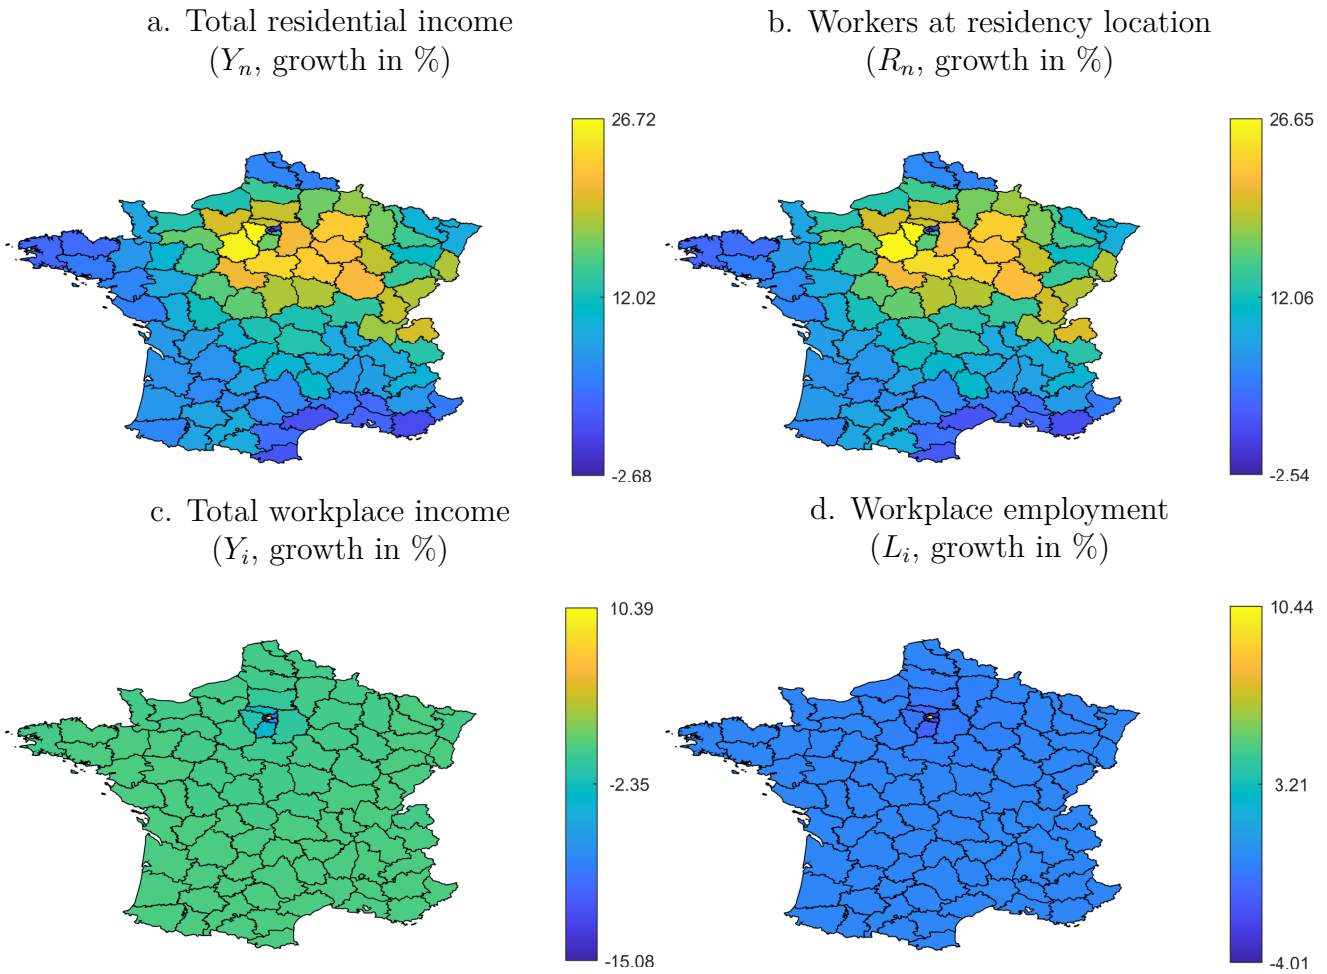 a. Total residential income
(Yₙ, growth in %)
26.72
12.02
-2.68
b. Workers at residency location
(Rₙ, growth in %)
26.65
12.06
-2.54
c. Total workplace income
(Yᵢ, growth in %)
10.39
-2.35
-15.08
d. Workplace employment
(Lᵢ, growth in %)
10.44
3.21
-4.01